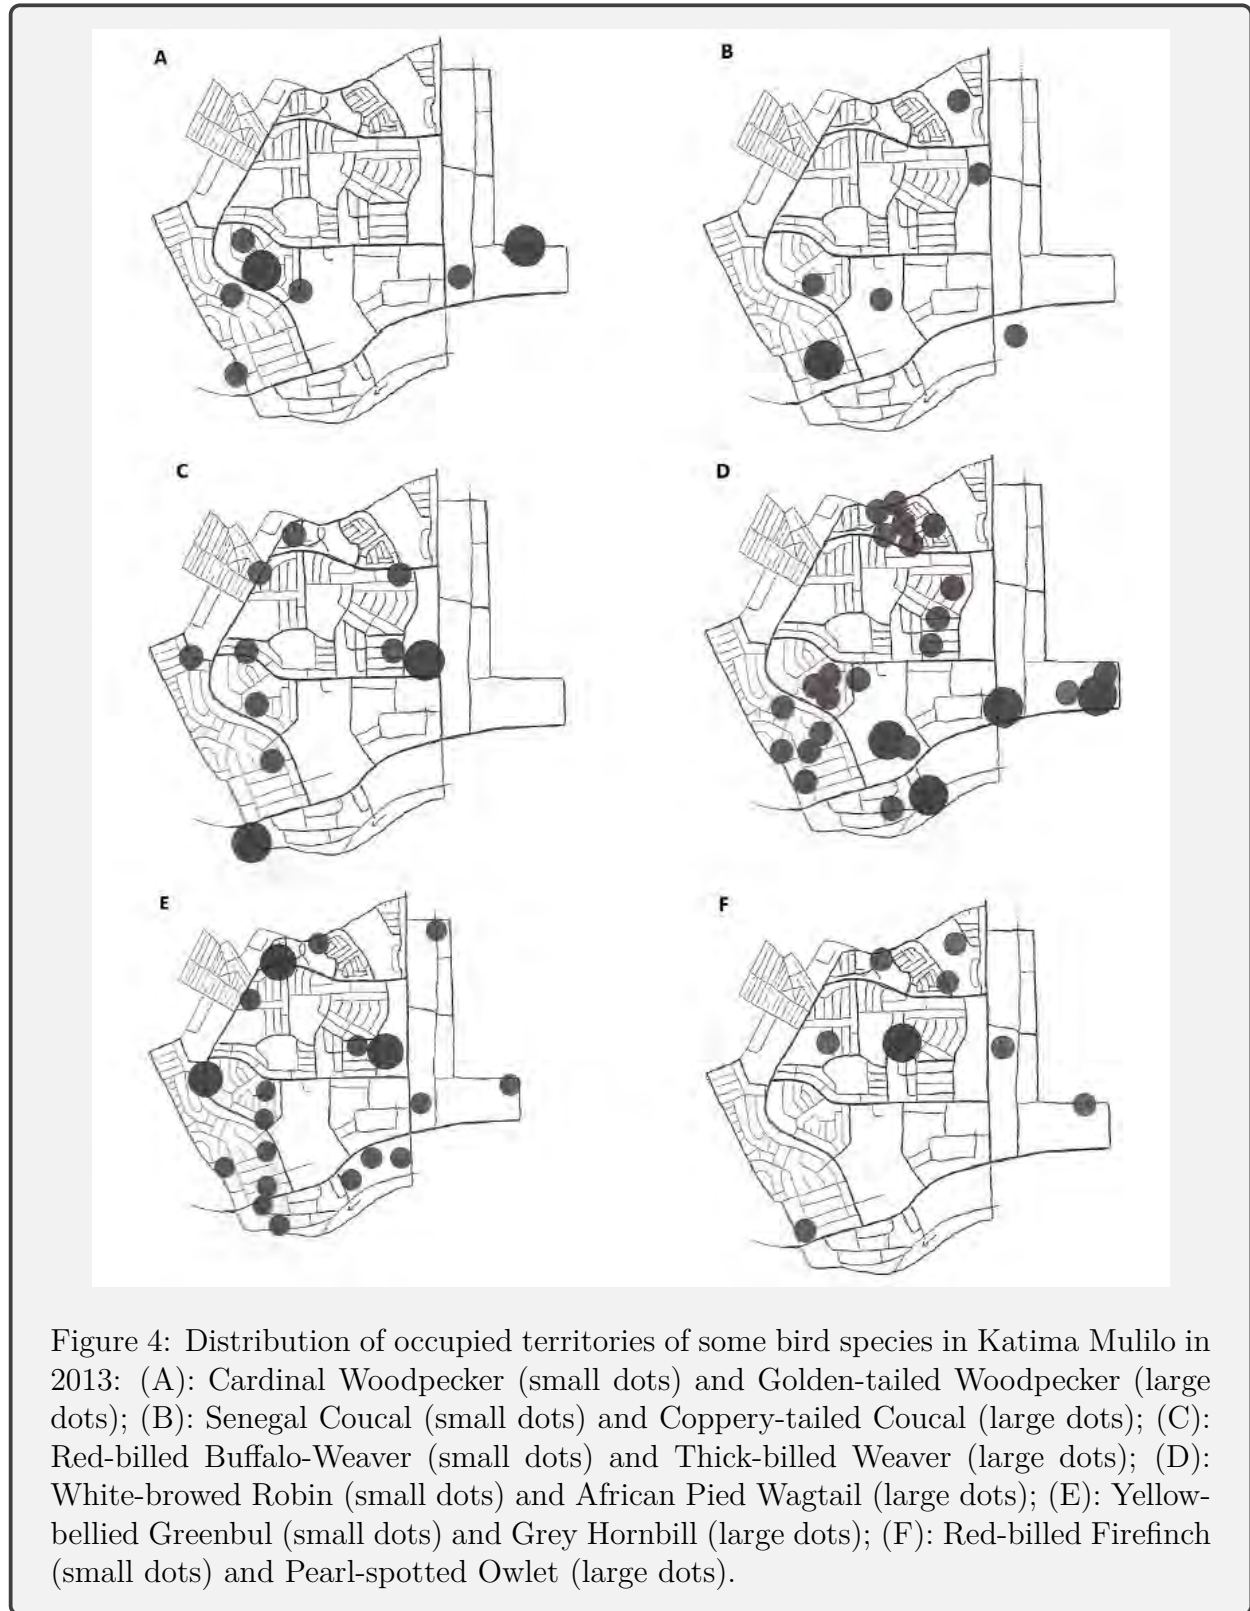 A
B
C
D
E
F
Figure 4: Distribution of occupied territories of some bird species in Katima Mulilo in
2013: (A): Cardinal Woodpecker (small dots) and Golden-tailed Woodpecker (large
dots); (B): Senegal Coucal (small dots) and Coppery-tailed Coucal (large dots); (C):
Red-billed Buffalo-Weaver (small dots) and Thick-billed Weaver (large dots); (D):
White-browed Robin (small dots) and African Pied Wagtail (large dots); (E): Yellow-
bellied Greenbul (small dots) and Grey Hornbill (large dots); (F): Red-billed Firefinch
(small dots) and Pearl-spotted Owlet (large dots).